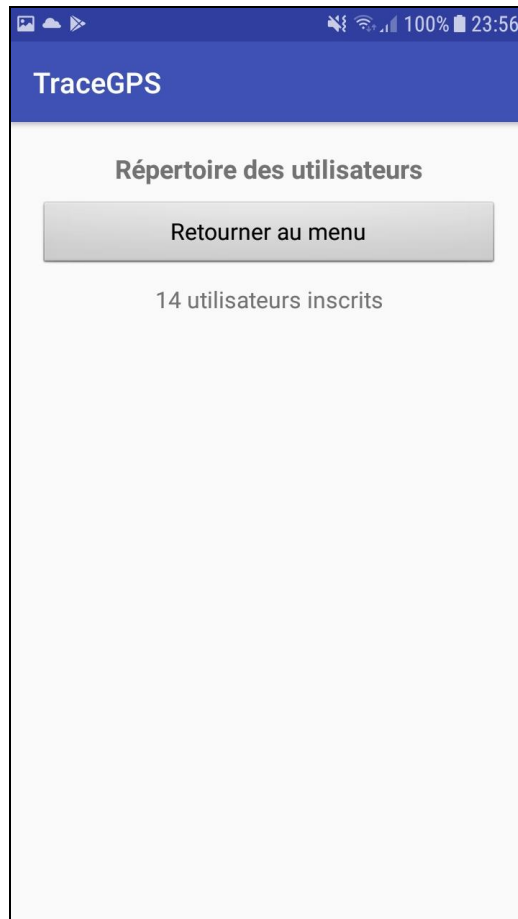 100% 23:56
TraceGPS
Répertoire des utilisateurs
Retourner au menu
14 utilisateurs inscrits